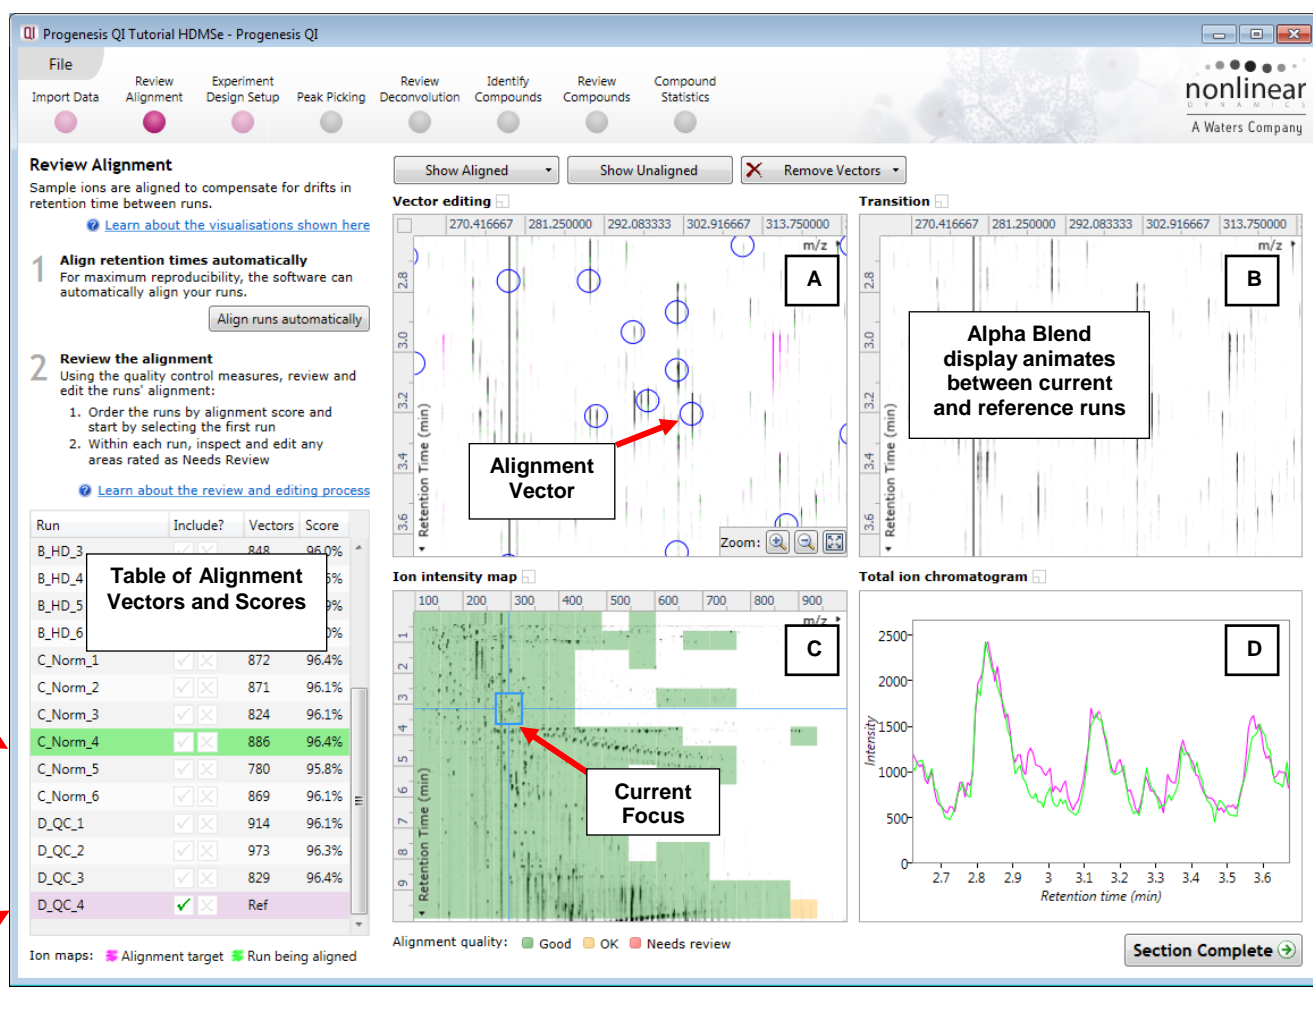 Progenesis QI Tutorial HDMSe - Progenesis QI
File
Import Data
Review Alignment
Experiment Design Setup
Peak Picking
Review Deconvolution
Identify Compounds
Review Compounds
Compound Statistics
nonlinear
DYNAMICS
A Waters Company
Review Alignment
Sample ions are aligned to compensate for drifts in
retention time between runs.
Learn about the visualisations shown here
1 Align retention times automatically
For maximum reproducibility, the software can
automatically align your runs.
Align runs automatically
2 Review the alignment
Using the quality control measures, review and
edit the runs' alignment:
1. Order the runs by alignment score and
start by selecting the first run
2. Within each run, inspect and edit any
areas rated as Needs Review
Learn about the review and editing process
Run Include? Vectors Score
B_HD_3 848 96.0%
B_HD_4
B_HD_5 9%
B_HD_6
Table of Alignment
Vectors and Scores
C_Norm_1 872 96.4%
C_Norm_2 871 96.1%
C_Norm_3 824 96.1%
C_Norm_4 886 96.4%
C_Norm_5 780 95.8%
C_Norm_6 869 96.1%
D_QC_1 914 96.1%
D_QC_2 973 96.3%
D_QC_3 829 96.4%
D_QC_4 Ref
Ion maps: Alignment target Run being aligned
Show Aligned Show Unaligned Remove Vectors
Vector editing
270.416667 281.250000 292.083333 302.916667 313.750000
m/z
A
2.8
3.0
3.2
3.4
3.6
Retention Time (min)
Alignment
Vector
Zoom:
Transition
270.416667 281.250000 292.083333 302.916667 313.750000
m/z
B
2.8
3.0
3.2
3.4
3.6
Retention Time (min)
Alpha Blend
display animates
between current
and reference runs
Ion intensity map
100 200 300 400 500 600 700 800 900
m/z
C
1
2
3
4
5
6
7
8
9
Retention Time (min)
Current
Focus
Alignment quality: Good OK Needs review
Total ion chromatogram
D
2500
2000
1500
1000
500
0
Intensity
2.7 2.8 2.9 3 3.1 3.2 3.3 3.4 3.5 3.6
Retention time (min)
Section Complete